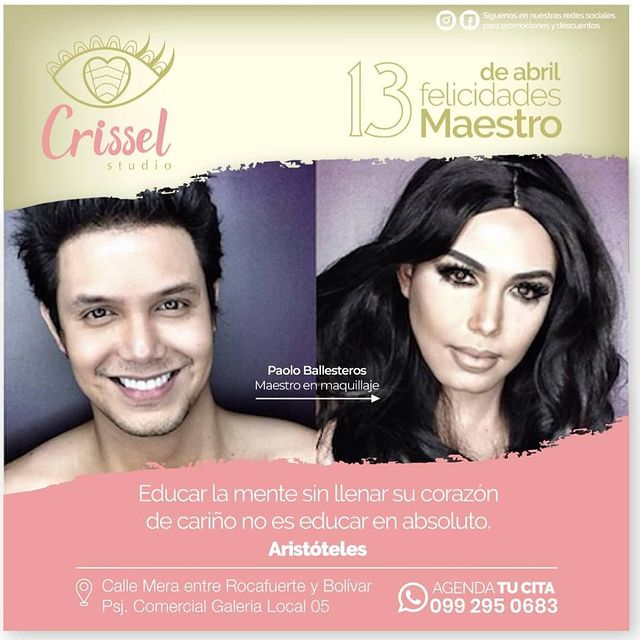 Síguenos en nuestras redes sociales
para promociones y descuentos
Crissel
studio
13 de abril
felicidades
Maestro
Paolo Ballesteros
Maestro en maquillaje
Educar la mente sin llenar su corazón
de cariño no es educar en absoluto.
Aristóteles
Calle Mera entre Rocafuerte y Bolívar
Psj. Comercial Galería Local 05
AGENDA TU CITA
099 295 0683